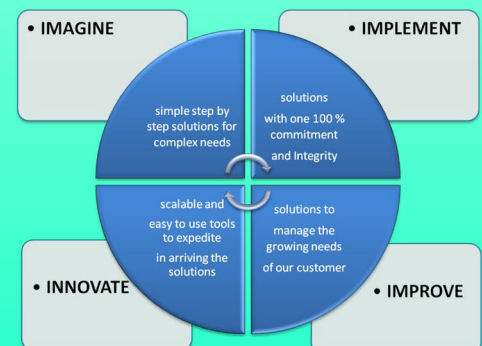 • IMAGINE
simple step by
step solutions for
complex needs
• IMPLEMENT
solutions
with one 100 %
commitment
and Integrity
• INNOVATE
scalable and
easy to use tools
to expedite
in arriving the
solutions
• IMPROVE
solutions to
manage the
growing needs
of our customer